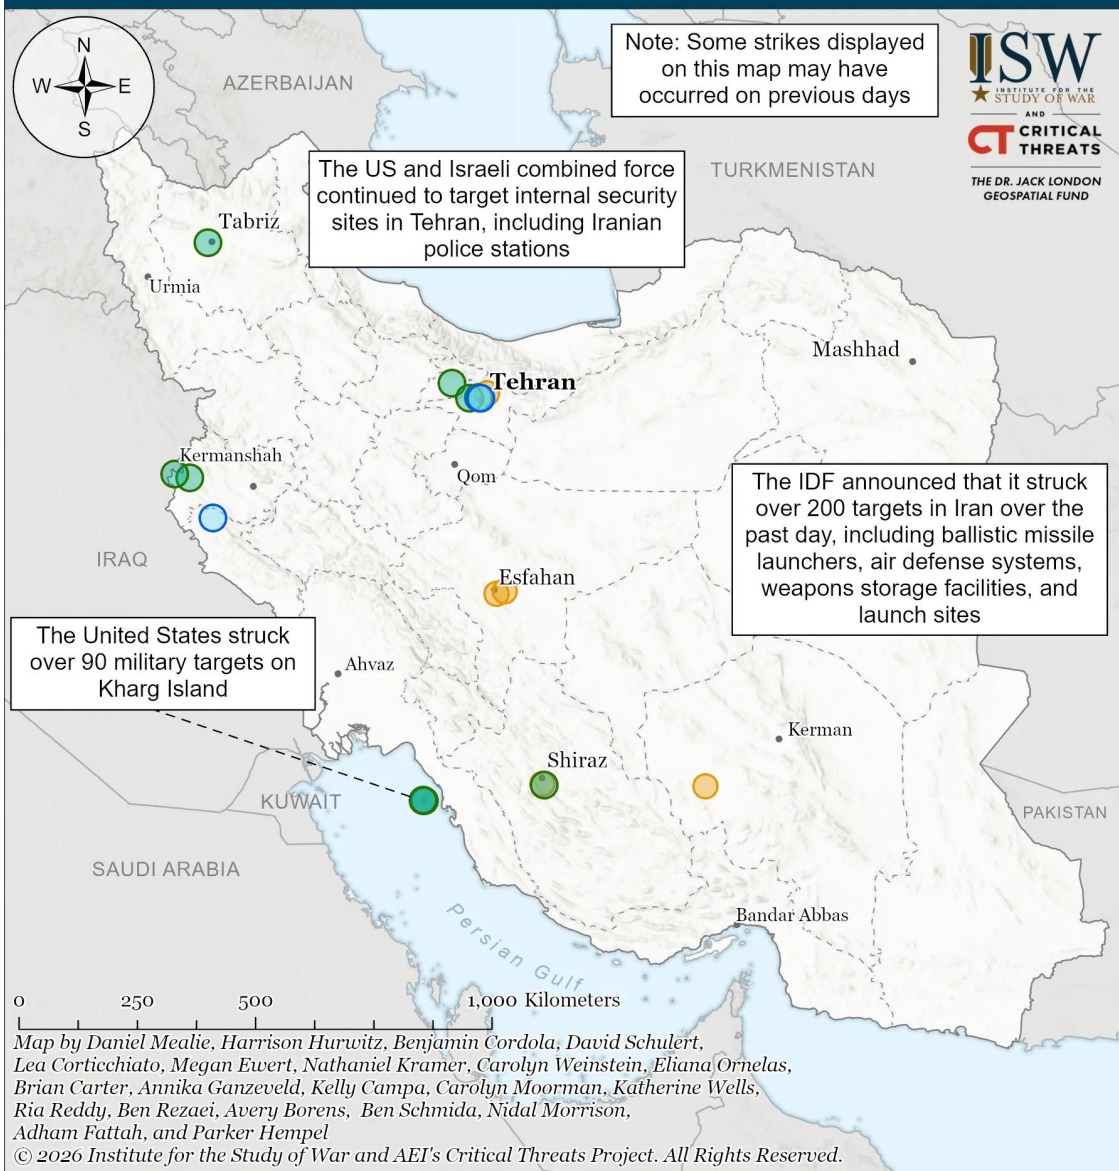 N
W
E
S
AZERBAIJAN
Note: Some strikes displayed
on this map may have
occurred on previous days
ISW
INSTITUTE FOR THE
STUDY OF WAR
AND
CT CRITICAL
THREATS
THE DR. JACK LONDON
GEOSPATIAL FUND
TURKMENISTAN
The US and Israeli combined force
continued to target internal security
sites in Tehran, including Iranian
police stations
Tabriz
Urmia
Mashhad
Tehran
Kermanshah
Qom
The IDF announced that it struck
over 200 targets in Iran over the
past day, including ballistic missile
launchers, air defense systems,
weapons storage facilities, and
launch sites
IRAQ
Esfahan
The United States struck
over 90 military targets on
Kharg Island
Ahvaz
Kerman
Shiraz
KUWAIT
PAKISTAN
SAUDI ARABIA
Bandar Abbas
Persian Gulf
0 250 500 1,000 Kilometers
Map by Daniel Mealie, Harrison Hurwitz, Benjamin Cordola, David Schulert,
Lea Corticchiato, Megan Ewert, Nathaniel Kramer, Carolyn Weinstein, Eliana Ornelas,
Brian Carter, Annika Ganzeveld, Kelly Campa, Carolyn Moorman, Katherine Wells,
Ria Reddy, Ben Rezaei, Avery Borens, Ben Schmida, Nidal Morrison,
Adham Fattah, and Parker Hempel
© 2026 Institute for the Study of War and AEI's Critical Threats Project. All Rights Reserved.